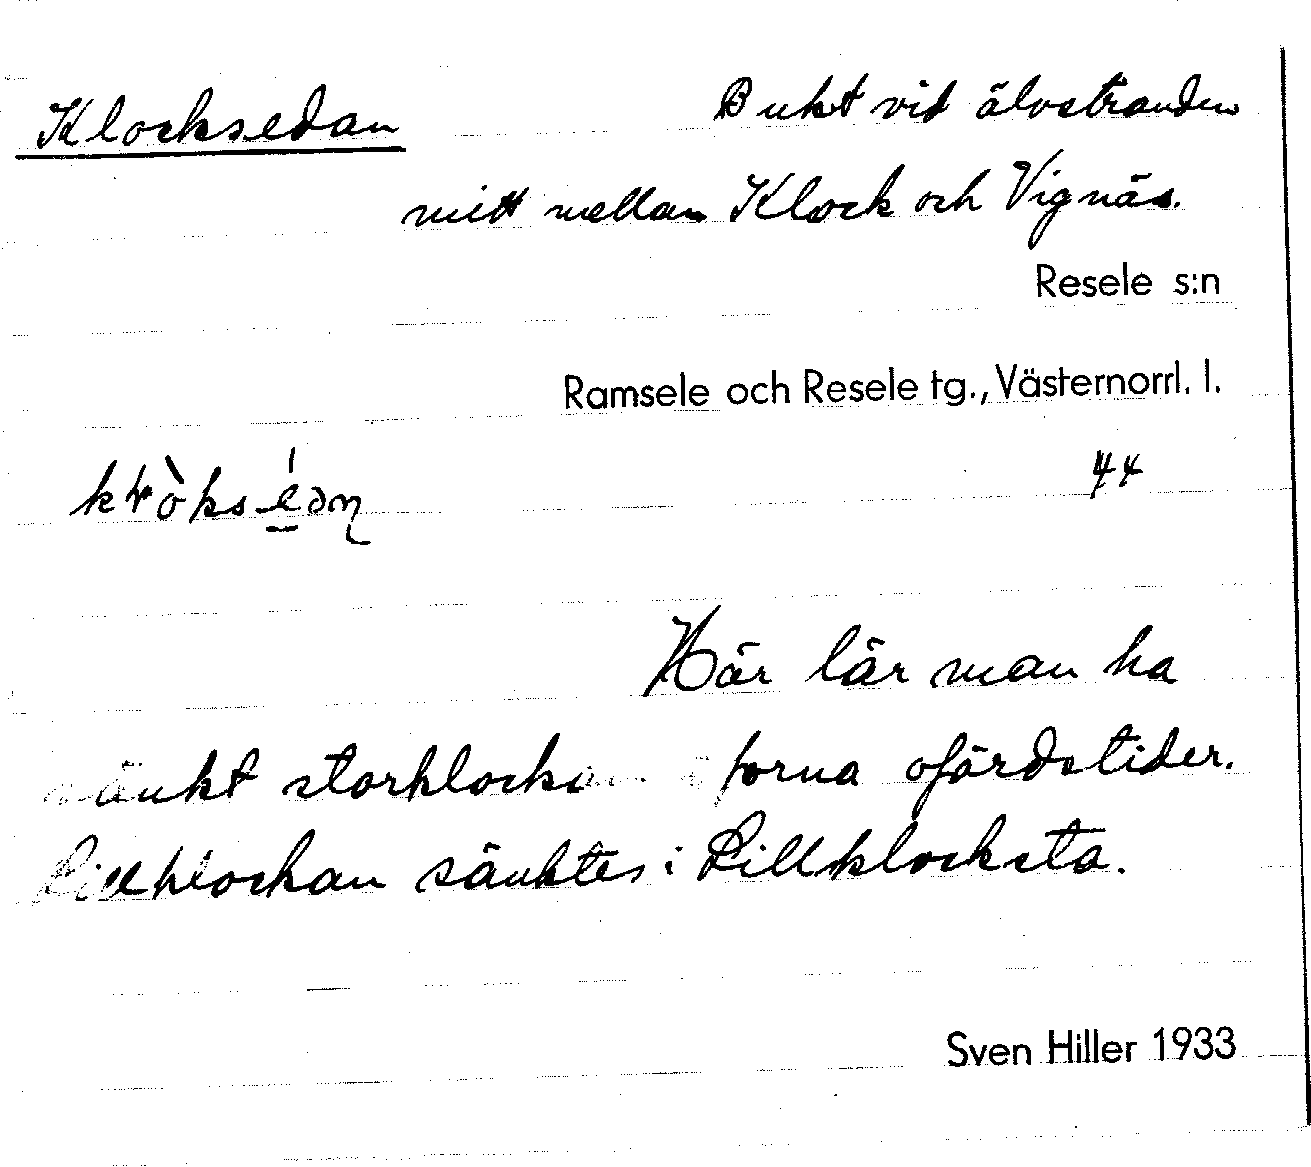 Klocksedan Bukt vid älvstranden
mitt mellan Klock och Vignäs.
Resele s:n
Ramsele och Resele tg., Västernorrl. l.
44
Här lär man ha
sänkt storklockan i forna ofärdstider.
Lillklockan sänktes i Lillklocksta.
Sven Hiller 1933